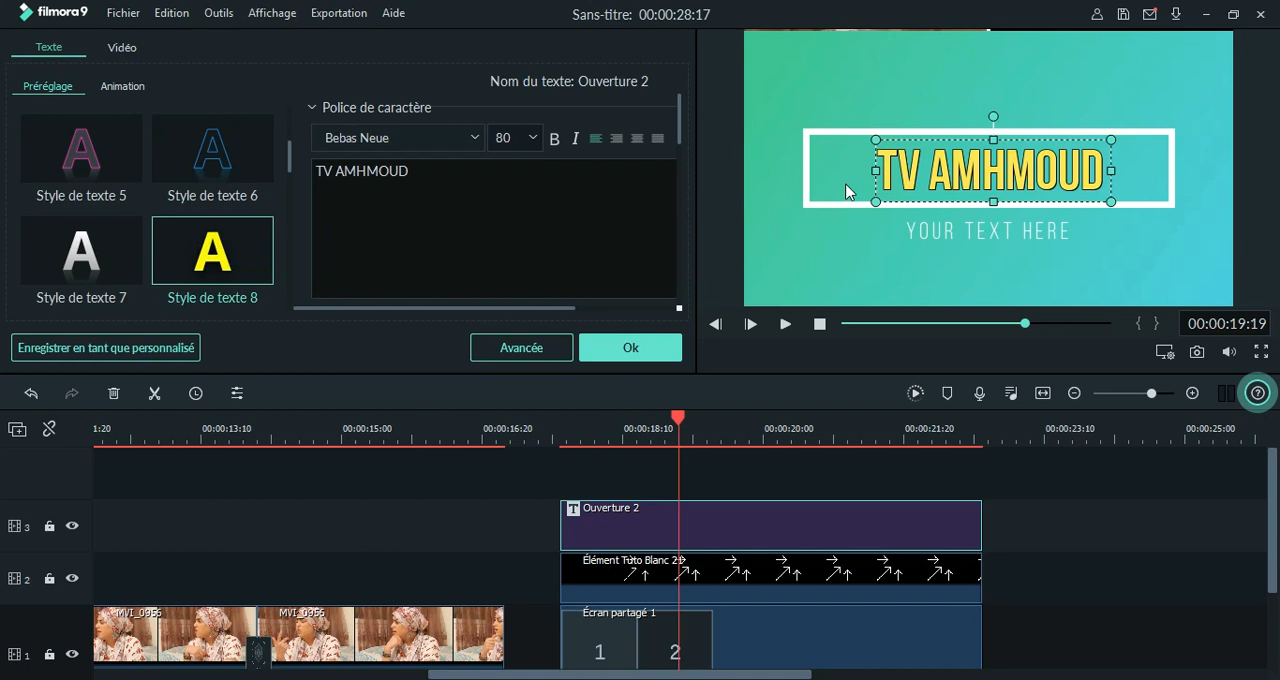 filmora9 Fichier Edition Outils Affichage Exportation Aide Sans-titre: 00:00:28:17
Texte Vidéo
Préréglage Animation
Nom du texte: Ouverture 2
Police de caractère
Bebas Neue 80 B I
TV AMHMOUD
A A
Style de texte 5 Style de texte 6
A A
Style de texte 7 Style de texte 8
Enregistrer en tant que personnalisé Avancée Ok
TV AMHMOUD
YOUR TEXT HERE
{ } 00:00:19:19
1:20 00:00:13:10 00:00:15:00 00:00:16:20 00:00:18:10 00:00:20:00 00:00:21:20 00:00:23:10 00:00:25:00
3 T Ouverture 2
2 Élément Tuto Blanc 21
MVI_0956 MVI_0956 Écran partagé 1
1 1 2